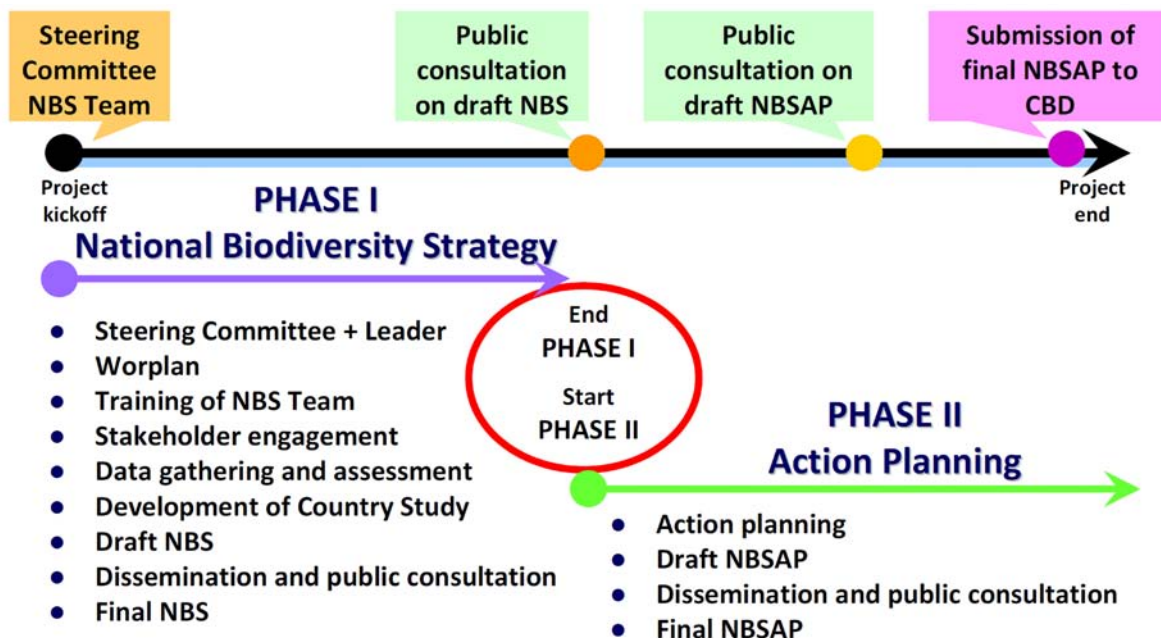 Steering
Committee
NBS Team
Public
consultation
on draft NBS
Public
consultation on
draft NBSAP
Submission of
final NBSAP to
CBD
Project
kickoff
Project
end
PHASE I
National Biodiversity Strategy
• Steering Committee + Leader
• Worplan
• Training of NBS Team
• Stakeholder engagement
• Data gathering and assessment
• Development of Country Study
• Draft NBS
• Dissemination and public consultation
• Final NBS
End
PHASE I
Start
PHASE II
PHASE II
Action Planning
• Action planning
• Draft NBSAP
• Dissemination and public consultation
• Final NBSAP